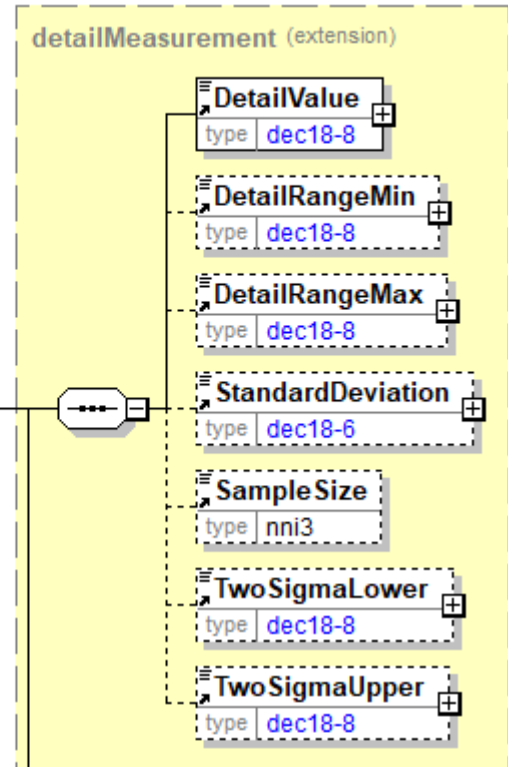 detailMeasurement (extension)
DetailValue
type dec18-8
DetailRangeMin
type dec18-8
DetailRangeMax
type dec18-8
StandardDeviation
type dec18-6
SampleSize
type nni3
TwoSigmaLower
type dec18-8
TwoSigmaUpper
type dec18-8